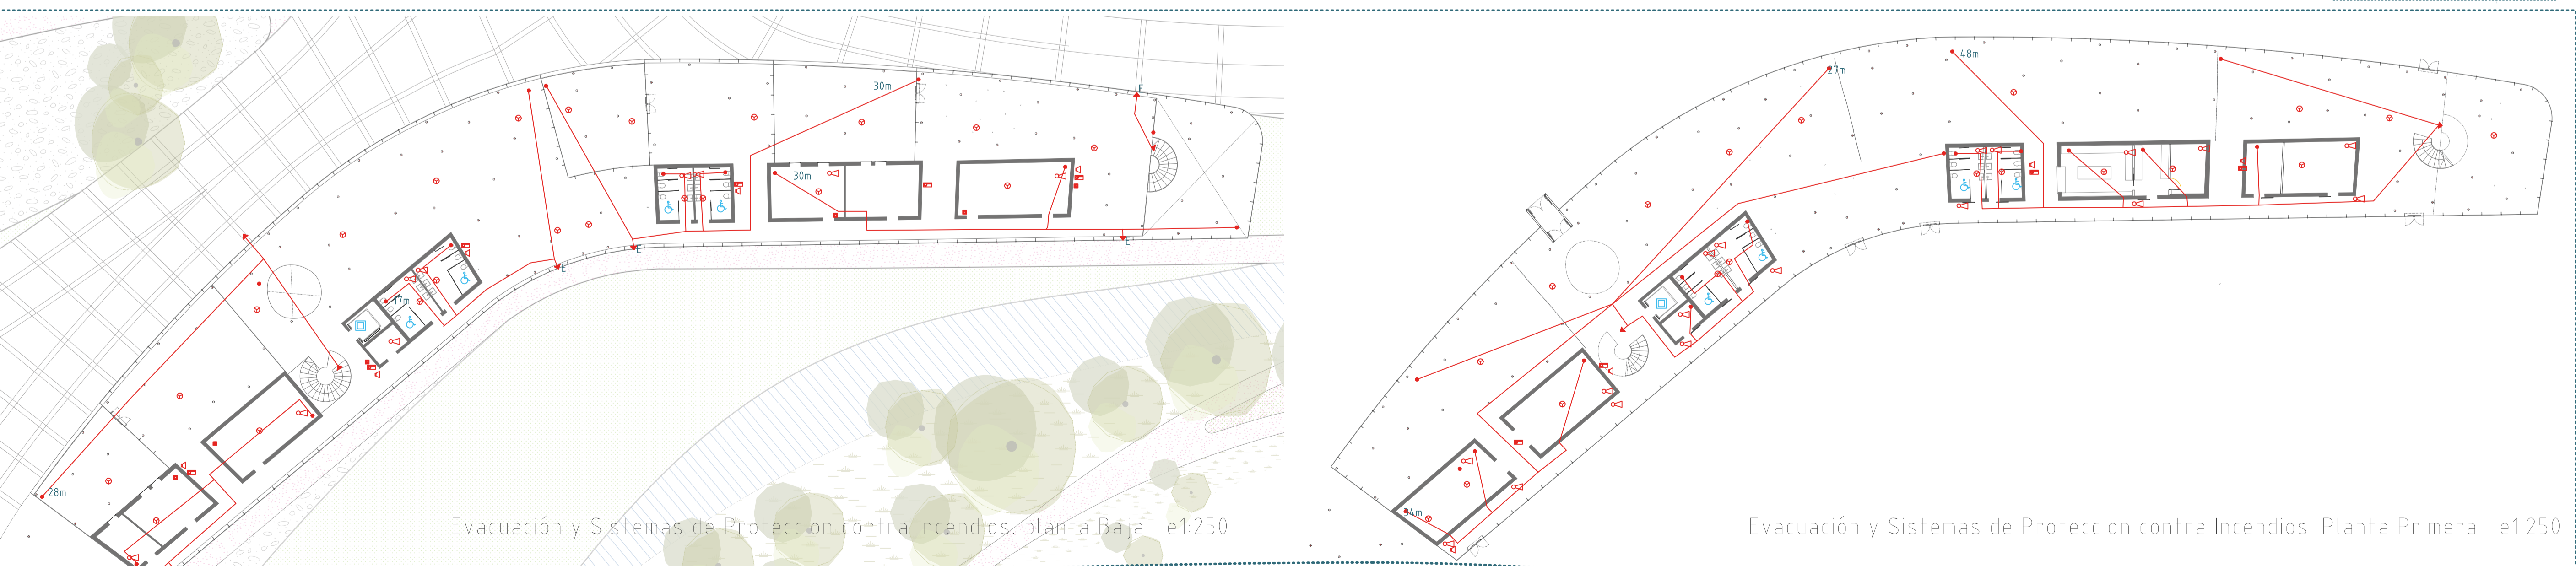 30m
E
30m
E
E
17m
28m
Evacuación y Sistemas de Proteccion contra Incendios. planta Baja e1:250
48m
27m
34m
Evacuación y Sistemas de Proteccion contra Incendios. Planta Primera e1:250